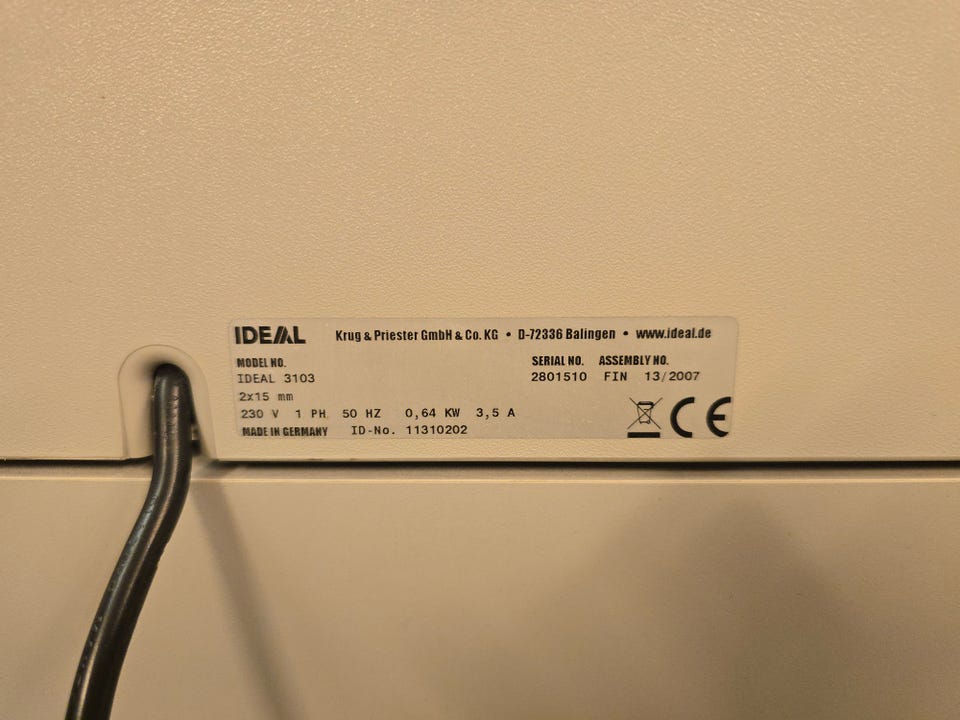 IDEAL Krug & Priester GmbH & Co. KG • D-72336 Balingen • www.ideal.de
MODEL NO. SERIAL NO. ASSEMBLY NO.
IDEAL 3103 2801510 FIN 13/2007
2x15 mm
230 V 1 PH 50 HZ 0,64 KW 3,5 A
MADE IN GERMANY ID-No. 11310202
CE